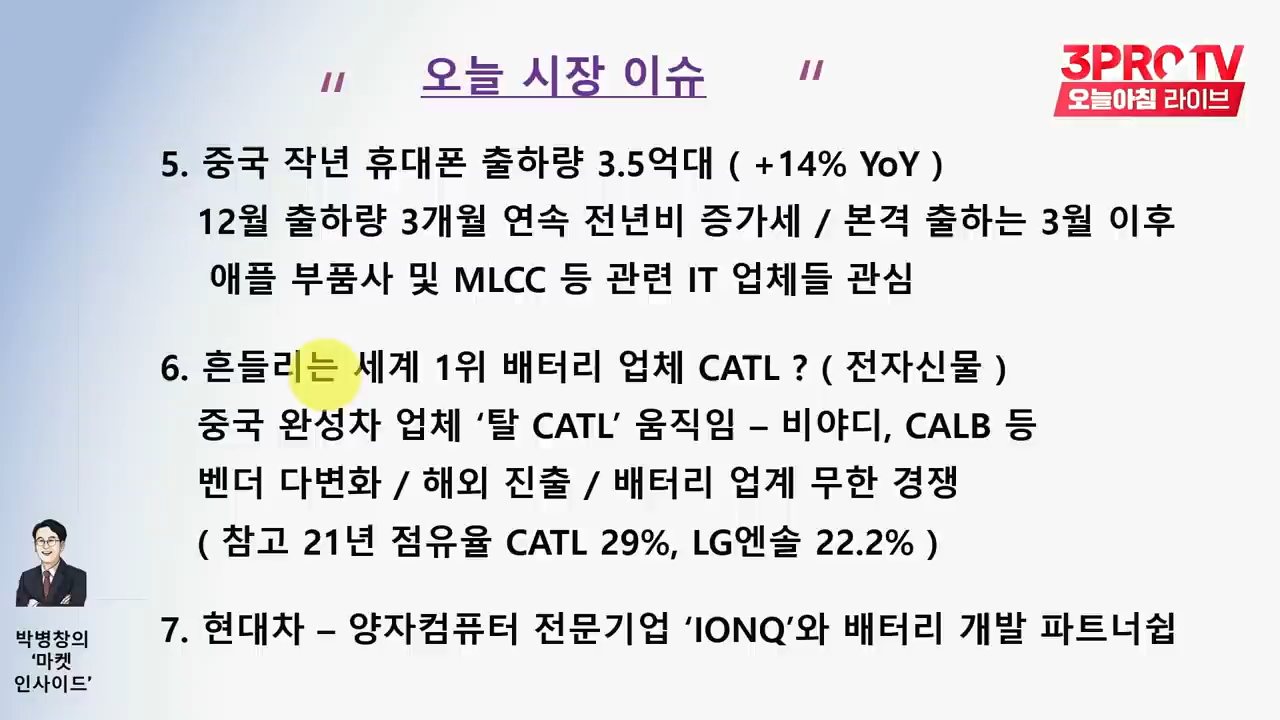 " 오늘 시장 이슈 "
3PROTV
오늘아침 라이브
5. 중국 작년 휴대폰 출하량 3.5억대 ( +14% YoY )
12월 출하량 3개월 연속 전년비 증가세 / 본격 출하는 3월 이후
애플 부품사 및 MLCC 등 관련 IT 업체들 관심
6. 흔들리는 세계 1위 배터리 업체 CATL ? ( 전자신물 )
중국 완성차 업체 ‘탈 CATL’ 움직임 – 비야디, CALB 등
벤더 다변화 / 해외 진출 / 배터리 업계 무한 경쟁
( 참고 21년 점유율 CATL 29%, LG엔솔 22.2% )
7. 현대차 – 양자컴퓨터 전문기업 ‘IONQ’와 배터리 개발 파트너쉽
박병창의
‘마켓
인사이드’